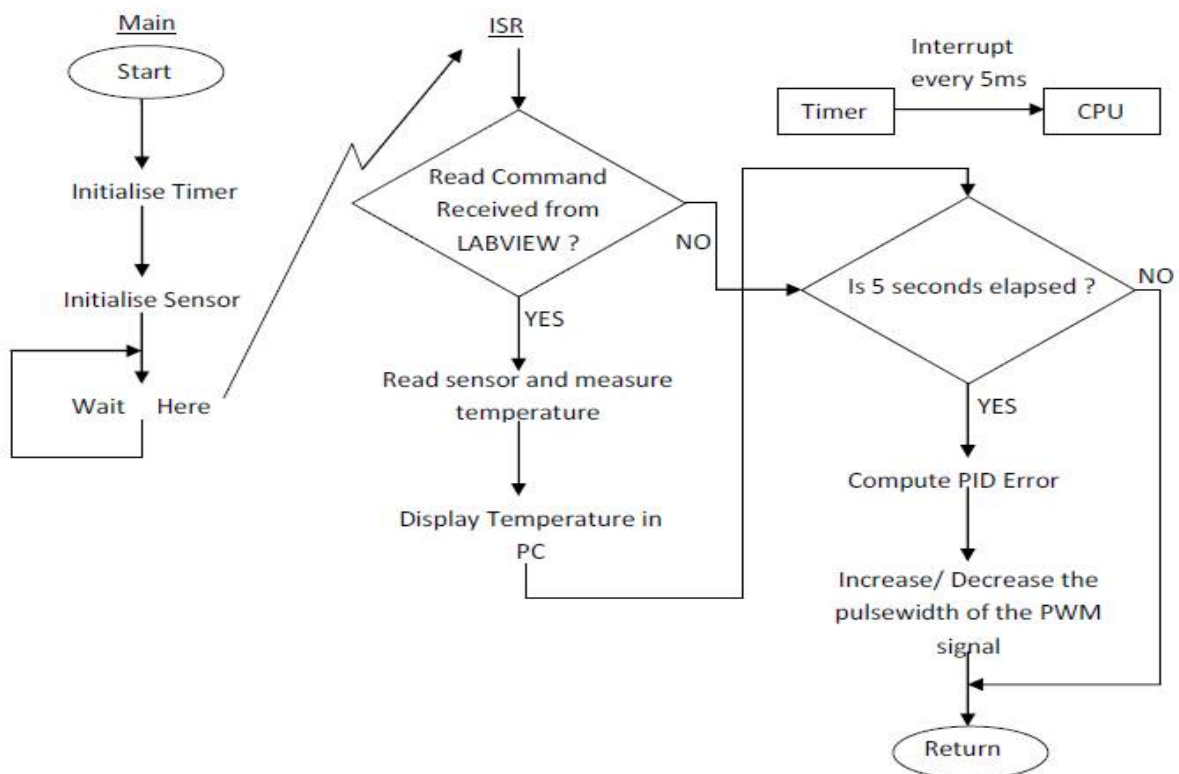 Main
Start
Initialise Timer
Initialise Sensor
Wait Here
ISR
Read Command
Received from
LABVIEW ?
NO
YES
Read sensor and measure
temperature
Display Temperature in
PC
Interrupt
every 5ms
Timer
CPU
Is 5 seconds elapsed ?
NO
YES
Compute PID Error
Increase/ Decrease the
pulsewidth of the PWM
signal
Return